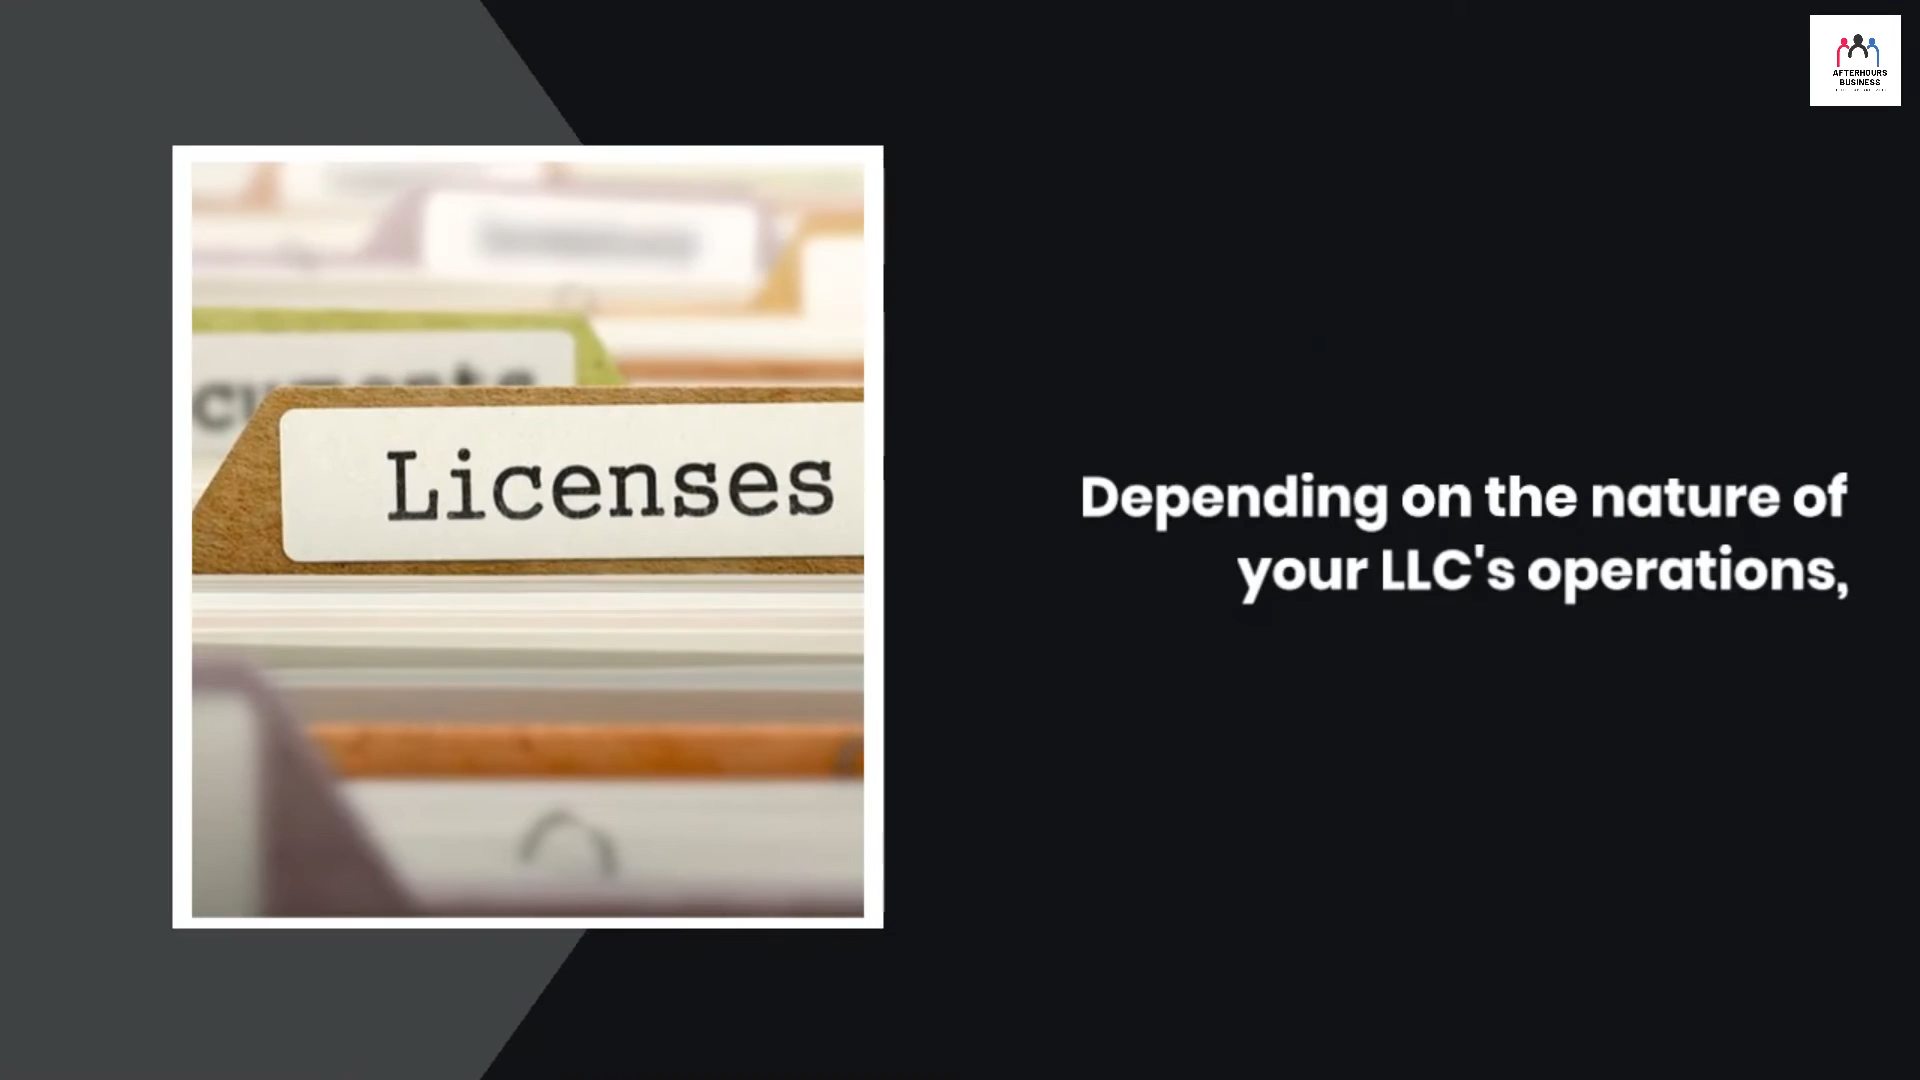 AFTERHOURS
BUSINESS
Licenses
Depending on the nature of
your LLC's operations,